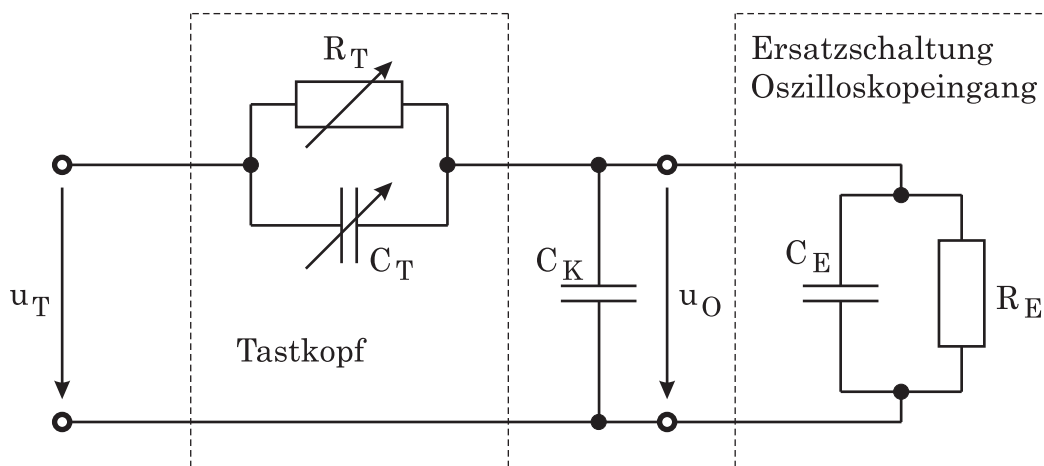 Ersatzschaltung
Oszilloskopeingang
R_T
C_T
C_K
C_E
R_E
u_T
u_O
Tastkopf